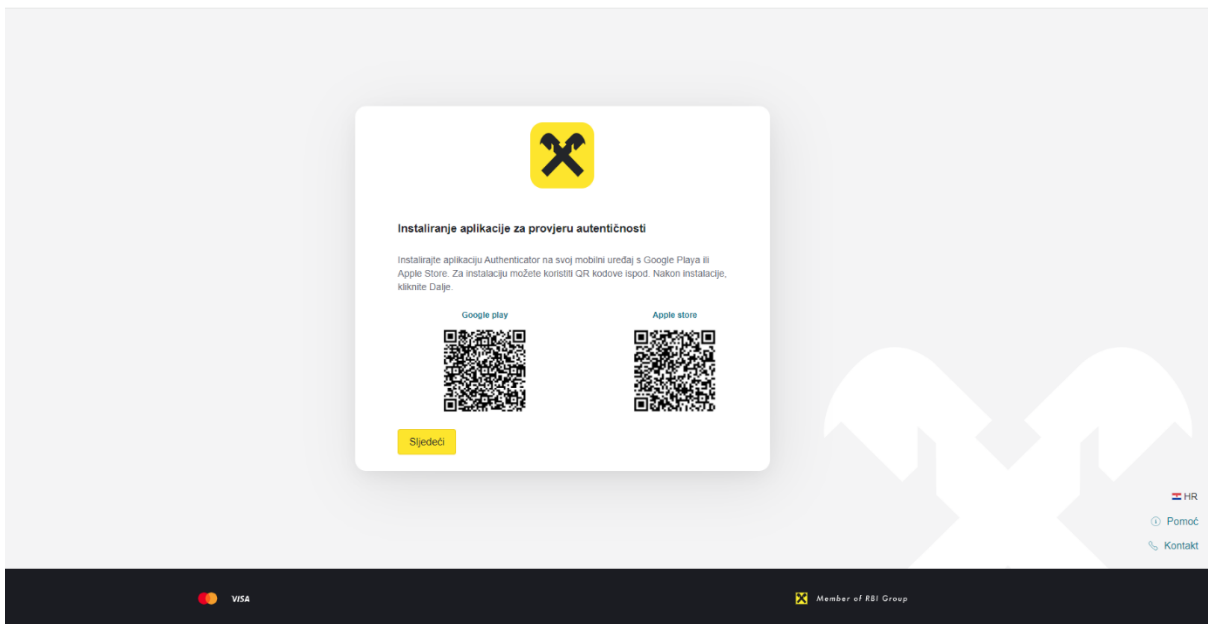 Instaliranje aplikacije za provjeru autentičnosti
Instalirajte aplikaciju Authenticator na svoj mobilni uređaj s Google Playa ili
Apple Store. Za instalaciju možete koristiti QR kodove ispod. Nakon instalacije,
kliknite Dalje.
Google play
Apple store
Sljedeći
HR
Pomoć
Kontakt
VISA
Member of RBI Group